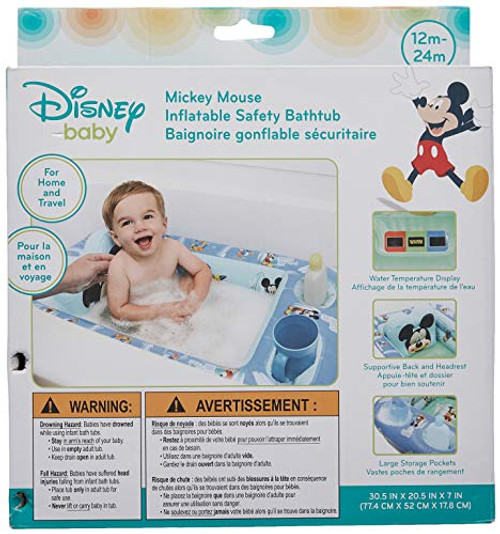 12m-
24m
Disney
baby
Mickey Mouse
Inflatable Safety Bathtub
Baignoire gonflable sécuritaire
For
Home
and
Travel
Pour la
maison
et en
voyage
Water Temperature Display
Affichage de la température de l'eau
Supportive Back and Headrest
Appuie-tête et dossier
pour bien soutenir
Large Storage Pockets
Vastes poches de rangement
30.5 IN X 20.5 IN X 7 IN
(77.4 CM X 52 CM X 17.8 CM)
WARNING:
Drowning Hazard: Babies have drowned
while using infant bath tubs.
• Stay in arm's reach of your baby.
• Use in empty adult tub.
• Keep drain open in adult tub.
Fall Hazard: Babies have suffered head
injuries falling from infant bath tubs.
• Place tub only in adult tub for
safe use.
• Never lift or carry baby in tub.
AVERTISSEMENT :
Risque de noyade : des bébés se sont noyés alors qu'ils se trouvaient
dans des baignoires pour bébés.
• Restez à proximité de votre bébé pour pouvoir l'attraper immédiatement
en cas de besoin.
• Utilisez dans une baignoire d'adulte vide.
• Gardez le drain ouvert dans la baignoire d'adulte.
Risque de chute : des bébés ont subi des blessures à la tête en conséquence
de chutes alors qu'ils se trouvaient dans des baignoires pour bébés.
• Ne placez la baignoire que dans une baignoire d'adulte pour
assurer une utilisation sans danger.
• Ne soulevez ou portez jamais votre bébé alors qu'il se trouve dans la baignoire.